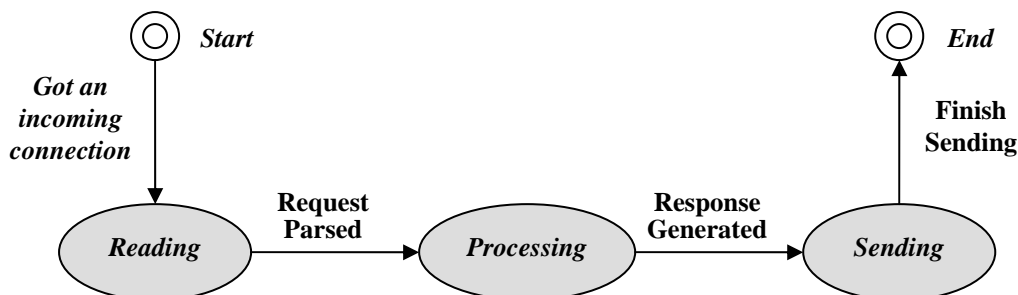 Start
End
Got an
incoming
connection
Finish
Sending
Request
Parsed
Response
Generated
Reading
Processing
Sending